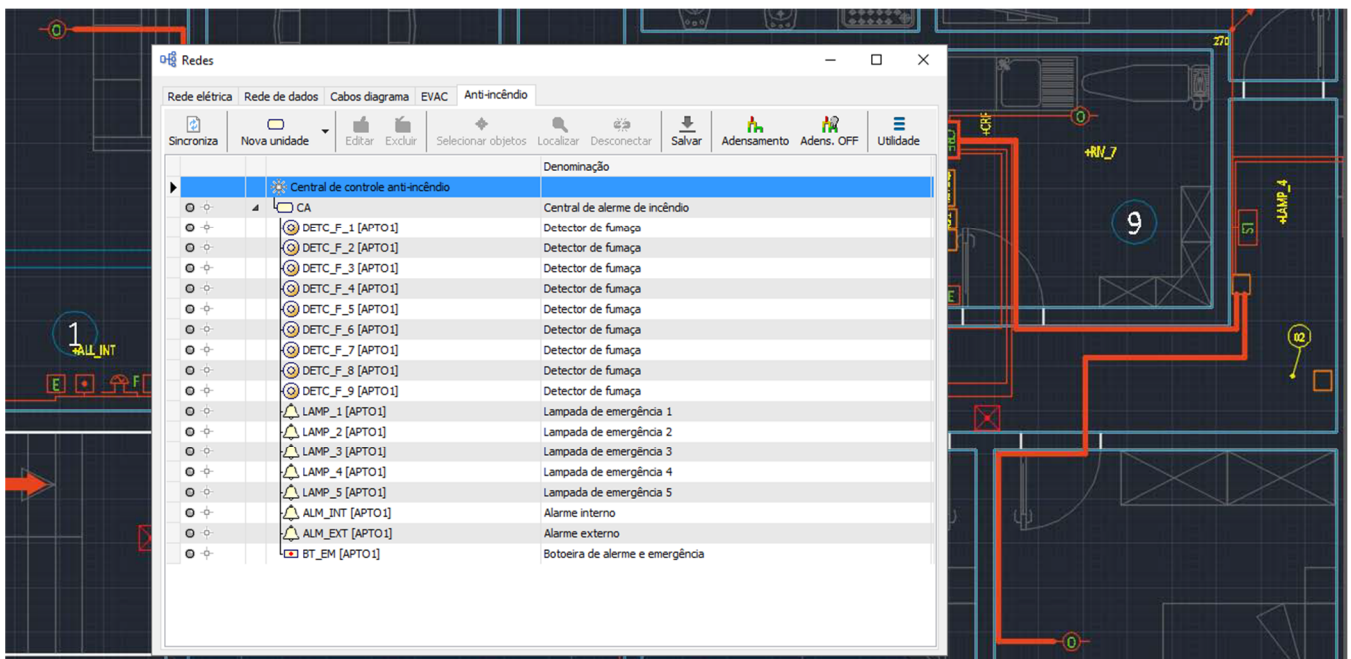 270
Redes
Rede elétrica Rede de dados Cabos diagrama EVAC Anti-incêndio
Sincroniza Nova unidade Editar Excluir Selecionar objetos Localizar Desconectar Salvar Adensamento Adens. OFF Utilidade
Denominação
Central de controle anti-incêndio
CA Central de alerme de incêndio
DETC_F_1 [APTO1] Detector de fumaça
DETC_F_2 [APTO1] Detector de fumaça
DETC_F_3 [APTO1] Detector de fumaça
DETC_F_4 [APTO1] Detector de fumaça
DETC_F_5 [APTO1] Detector de fumaça
DETC_F_6 [APTO1] Detector de fumaça
DETC_F_7 [APTO1] Detector de fumaça
DETC_F_8 [APTO1] Detector de fumaça
DETC_F_9 [APTO1] Detector de fumaça
LAMP_1 [APTO1] Lampada de emergência 1
LAMP_2 [APTO1] Lampada de emergência 2
LAMP_3 [APTO1] Lampada de emergência 3
LAMP_4 [APTO1] Lampada de emergência 4
LAMP_5 [APTO1] Lampada de emergência 5
ALM_INT [APTO1] Alarme interno
ALM_EXT [APTO1] Alarme externo
BT_EM [APTO1] Botoeira de alerme e emergência
+CRF
+RIV_7
+LAMP_4
9
ST
E
02
1
+ALL_INT
E
F